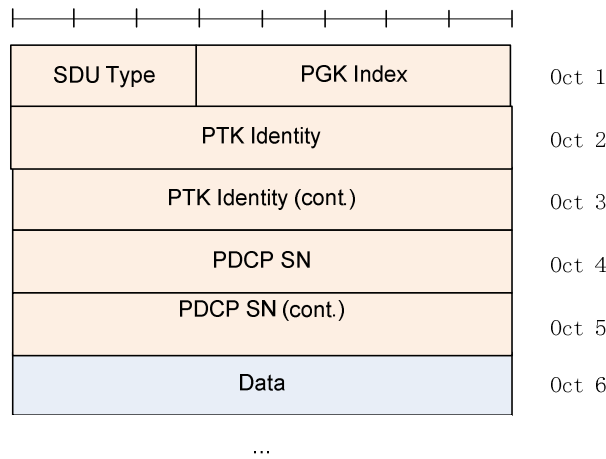 SDU Type PGK Index Oct 1
PTK Identity Oct 2
PTK Identity (cont.) Oct 3
PDCP SN Oct 4
PDCP SN (cont.) Oct 5
Data Oct 6
...